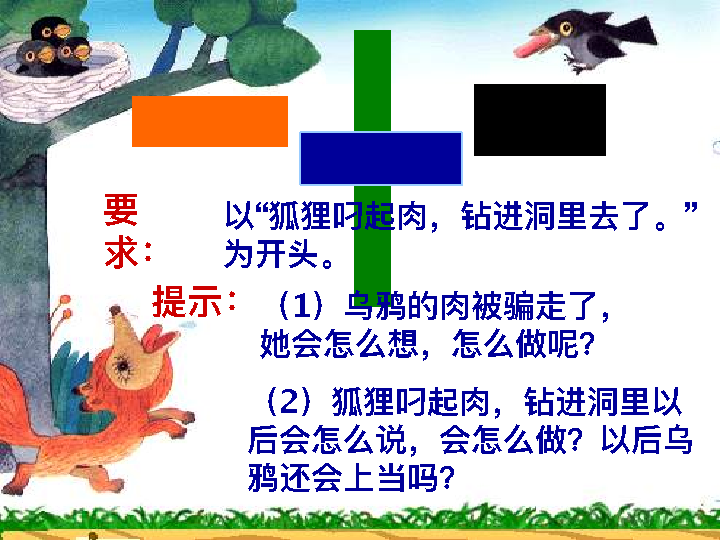 要
求：
以“狐狸叼起肉，钻进洞里去了。”
为开头。
提示：
（1）乌鸦的肉被骗走了，
她会怎么想，怎么做呢？
（2）狐狸叼起肉，钻进洞里以
后会怎么说，会怎么做？以后乌
鸦还会上当吗？